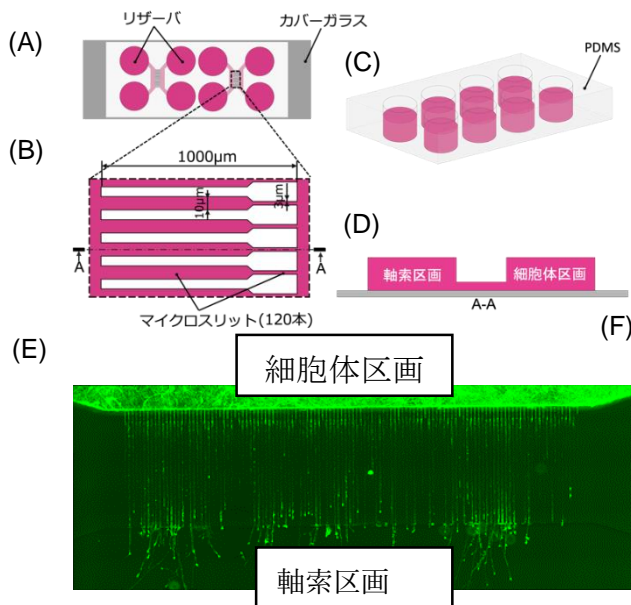 (A)
リザーバ
カバーガラス
(C)
PDMS
(B)
1000μm
10μm
3μm
A
A
マイクロスリット(120本)
(D)
軸索区画
細胞体区画
A-A
(E)
(F)
細胞体区画
軸索区画